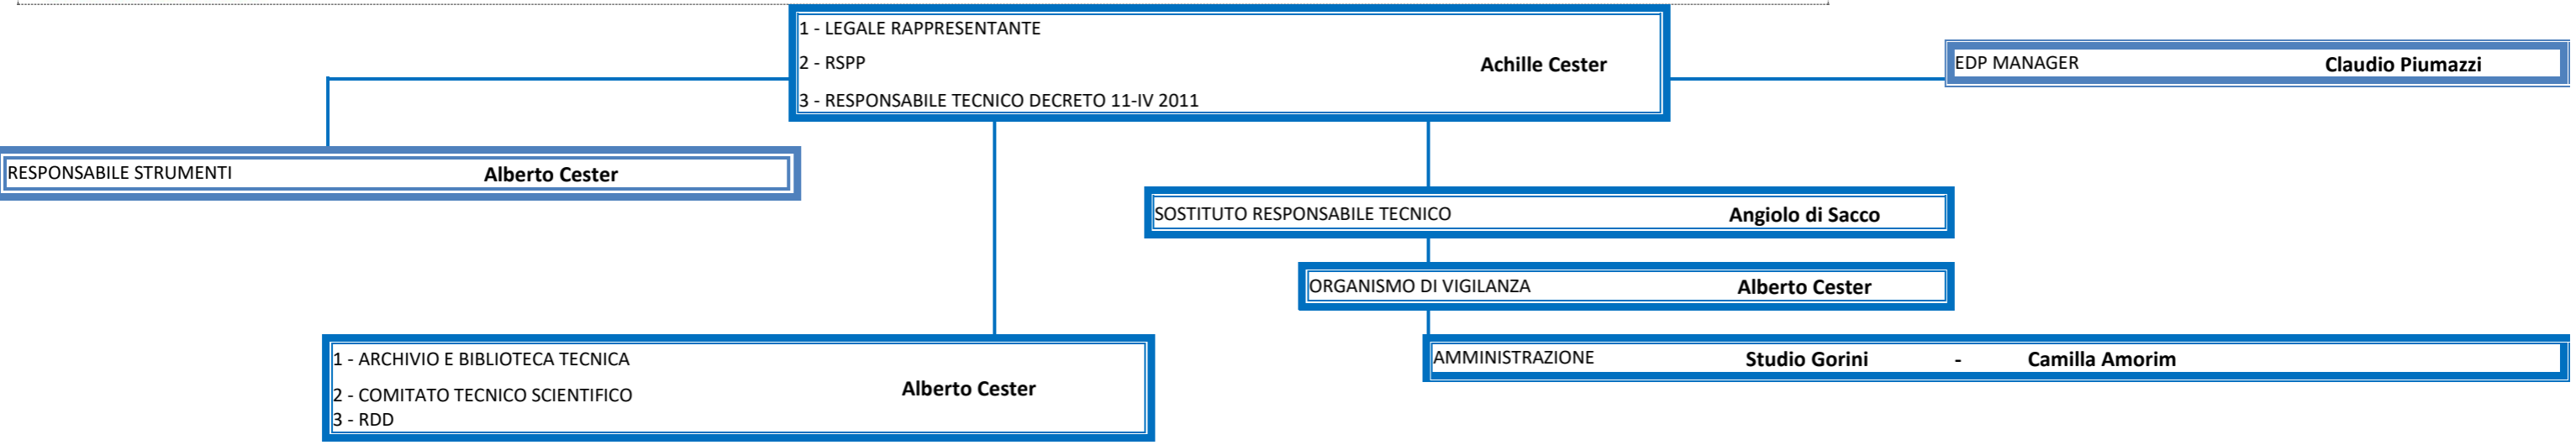 1 - LEGALE RAPPRESENTANTE
2 - RSPP
Achille Cester
3 - RESPONSABILE TECNICO DECRETO 11-IV 2011
EDP MANAGER Claudio Piumazzi
RESPONSABILE STRUMENTI Alberto Cester
SOSTITUTO RESPONSABILE TECNICO Angiolo di Sacco
ORGANISMO DI VIGILANZA Alberto Cester
1 - ARCHIVIO E BIBLIOTECA TECNICA
2 - COMITATO TECNICO SCIENTIFICO
Alberto Cester
3 - RDD
AMMINISTRAZIONE Studio Gorini - Camilla Amorim